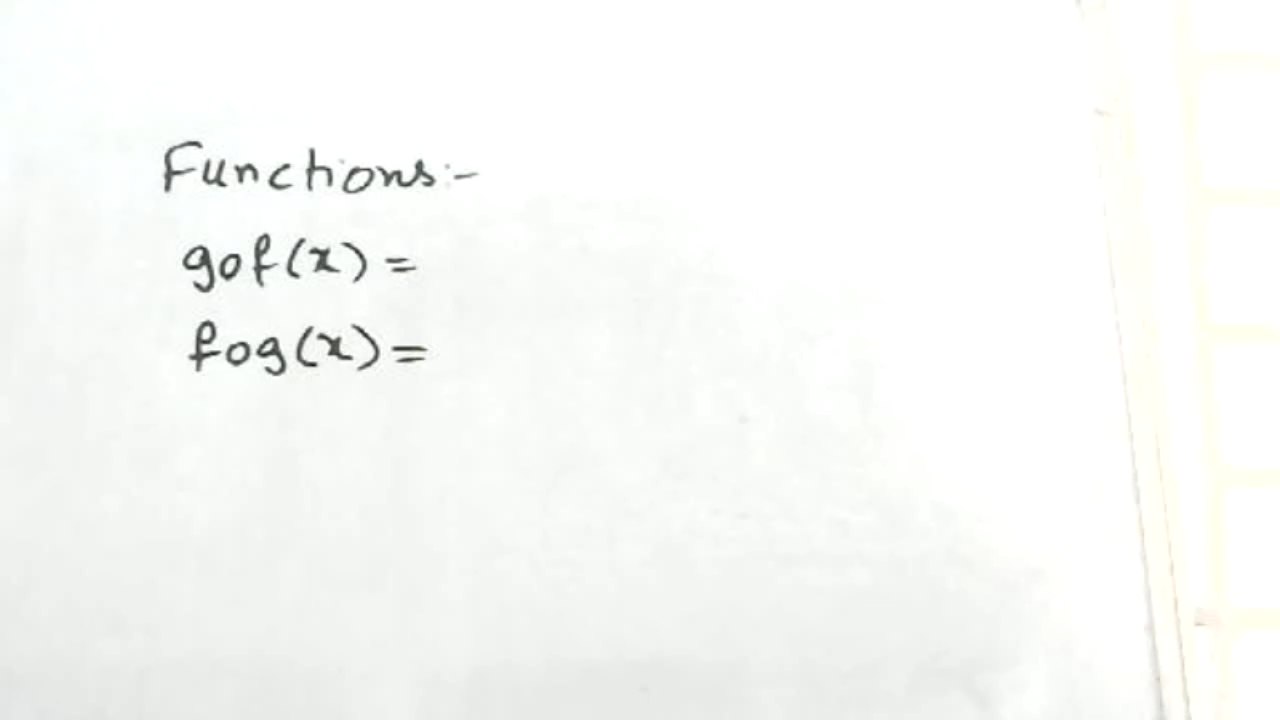 Functions:-
gof(x) =
fog(x) =